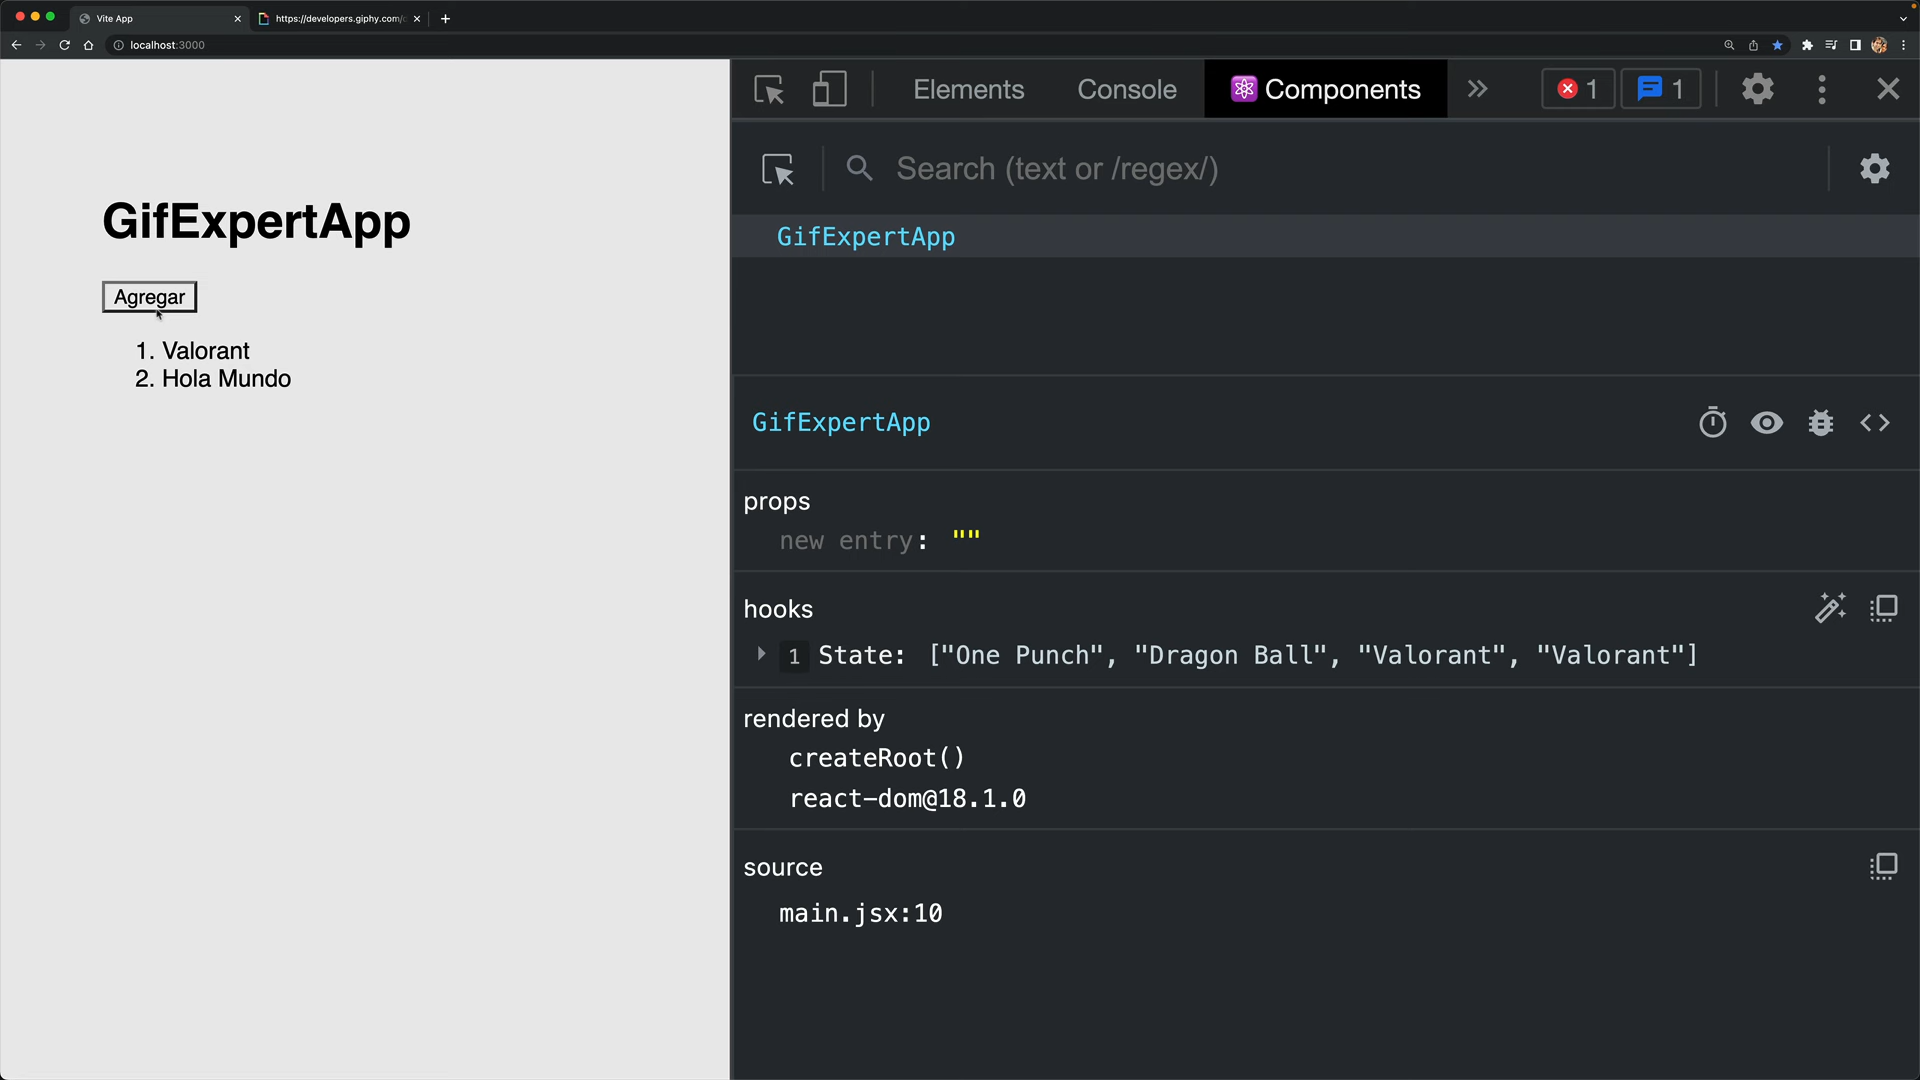 Vite App
https://developers.giphy.com/
localhost:3000
GifExpertApp
Agregar
1. Valorant
2. Hola Mundo
Elements
Console
Components
1
1
Search (text or /regex/)
GifExpertApp
GifExpertApp
props
new entry: ""
hooks
1 State: ["One Punch", "Dragon Ball", "Valorant", "Valorant"]
rendered by
createRoot()
react-dom@18.1.0
source
main.jsx:10